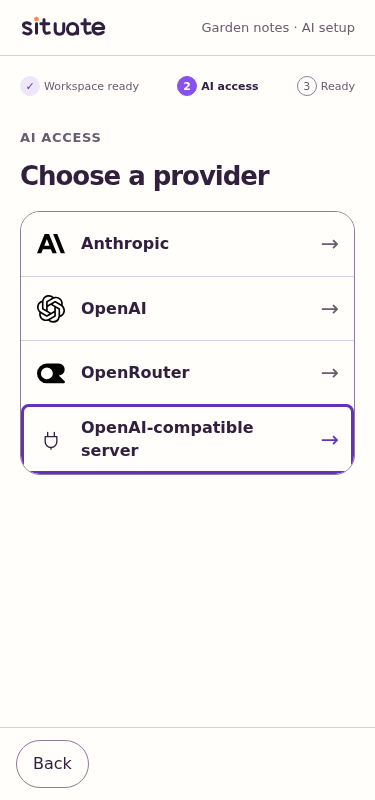 situate
Garden notes · AI setup
✓ Workspace ready
2 AI access
3 Ready
AI ACCESS
Choose a provider
Anthropic →
OpenAI →
OpenRouter →
OpenAI-compatible
server →
Back